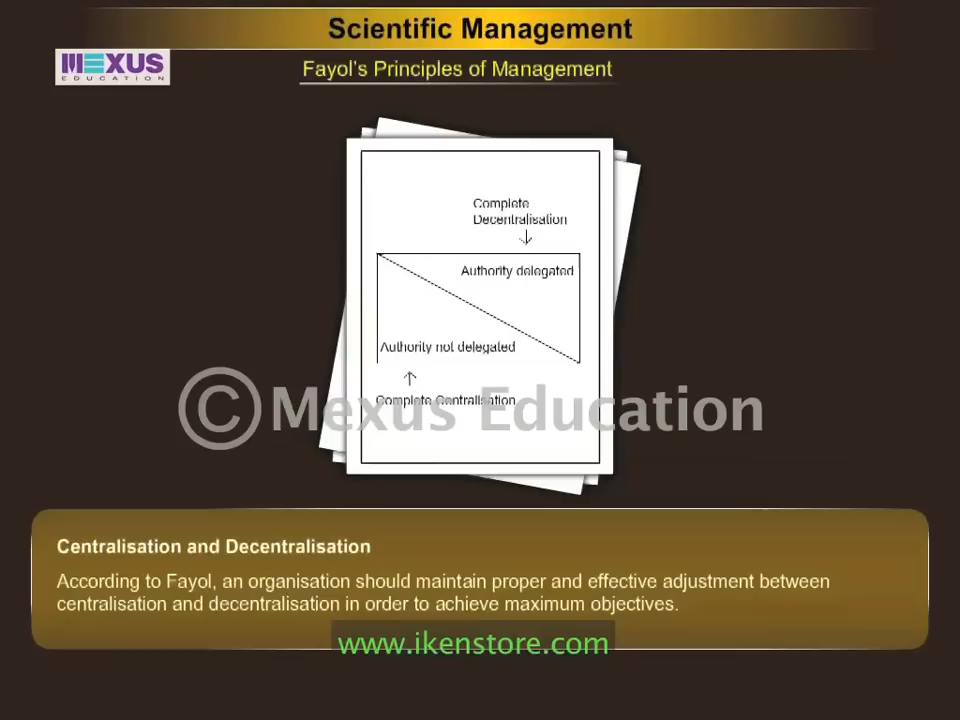 Scientific Management
MEXUS
EDUCATION
Fayol's Principles of Management
Complete
Decentralisation
Authority delegated
Authority not delegated
Complete Centralisation
© Mexus Education
Centralisation and Decentralisation
According to Fayol, an organisation should maintain proper and effective adjustment between
centralisation and decentralisation in order to achieve maximum objectives.
www.ikenstore.com